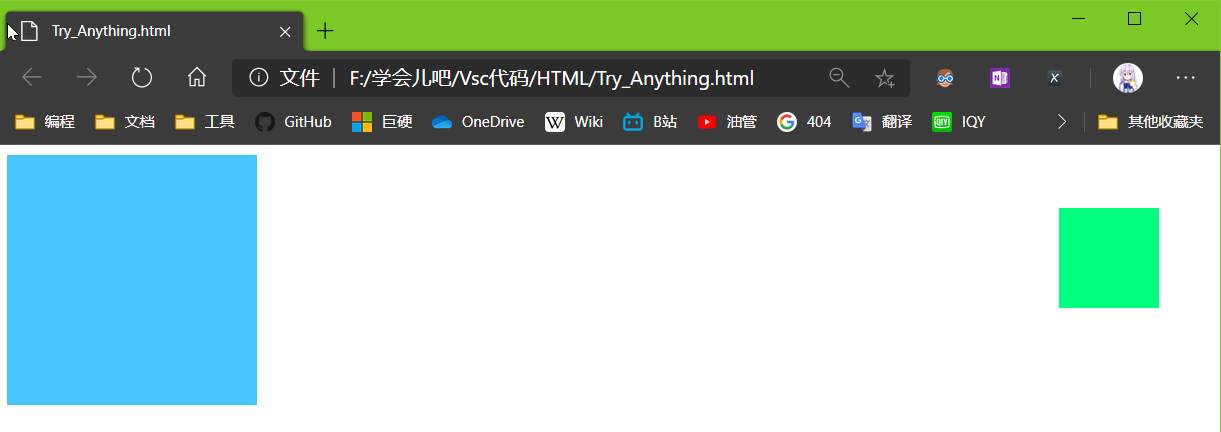 Try_Anything.html
文件 | F:/学会儿吧/Vsc代码/HTML/Try_Anything.html
编程 文档 工具 GitHub 巨硬 OneDrive W Wiki B站 油管 404 翻译 QIY IQY 其他收藏夹